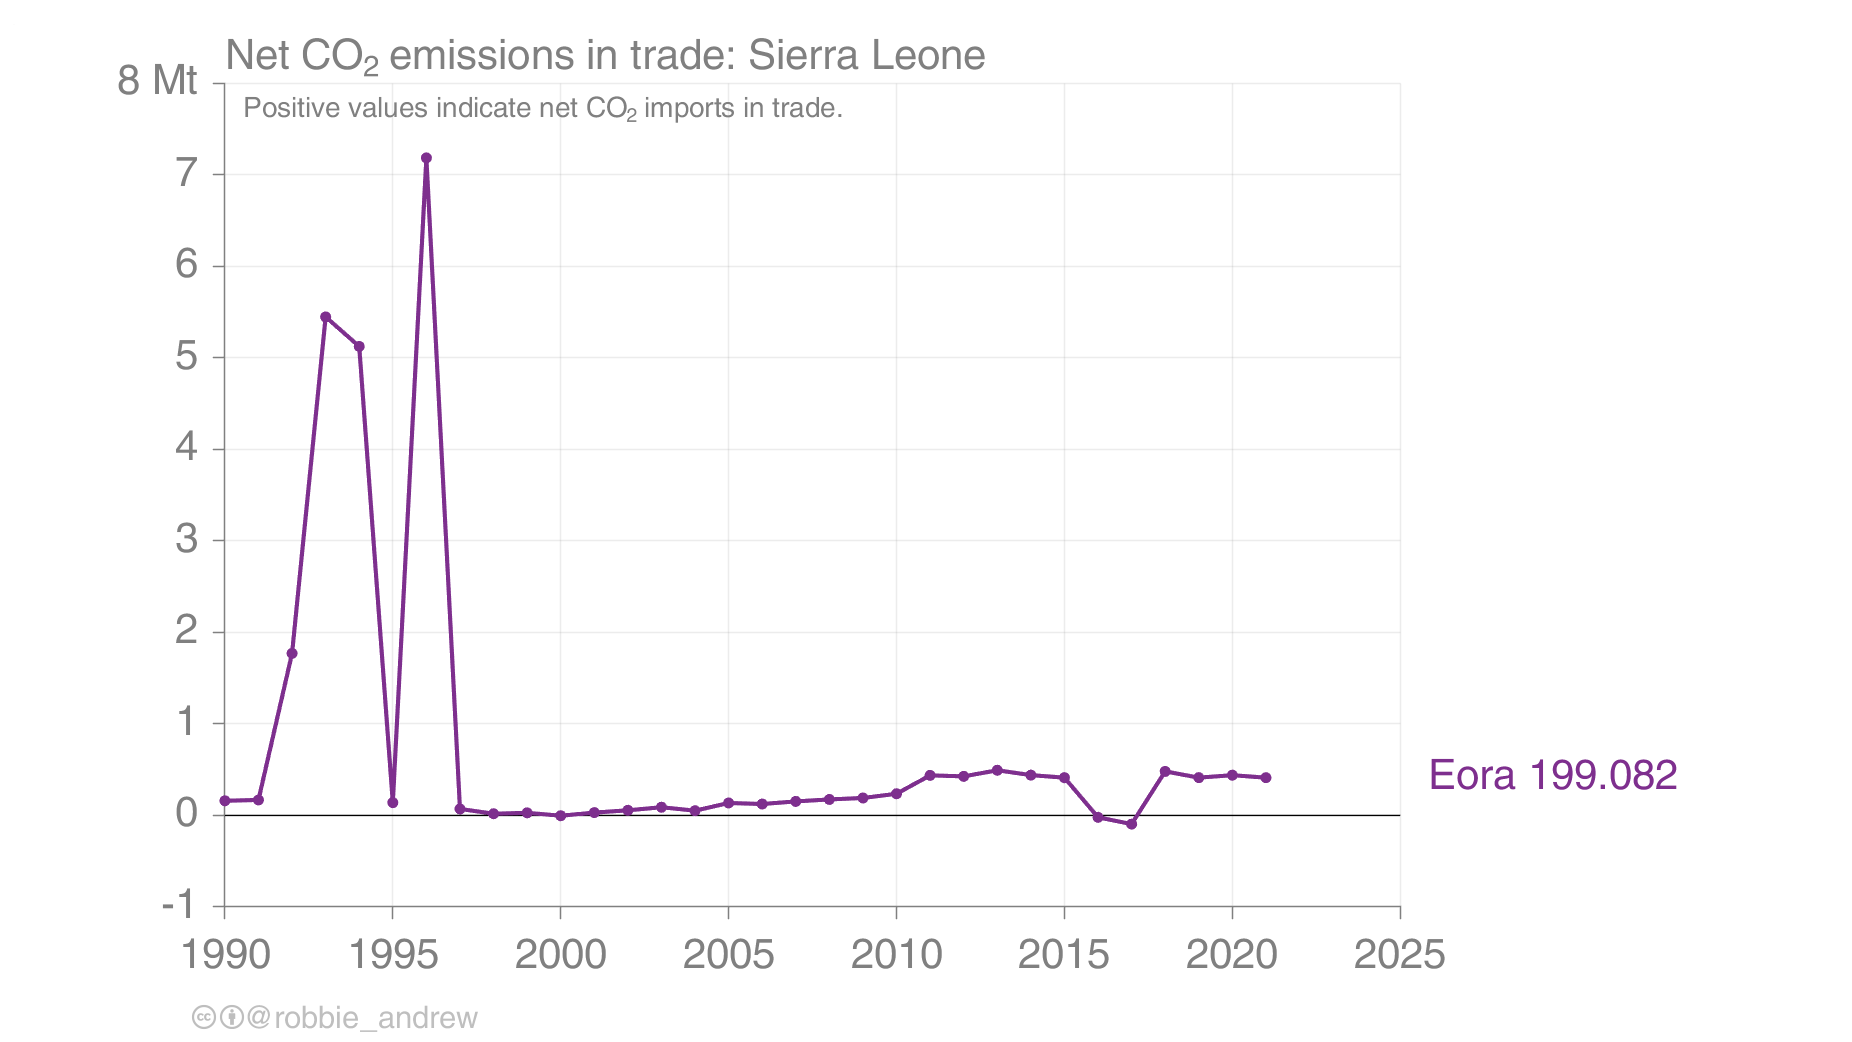 Net CO₂ emissions in trade: Sierra Leone
8 Mt
Positive values indicate net CO₂ imports in trade.
7
6
5
4
3
2
1
Eora 199.082
0
-1
1990 1995 2000 2005 2010 2015 2020 2025
cc @robbie_andrew